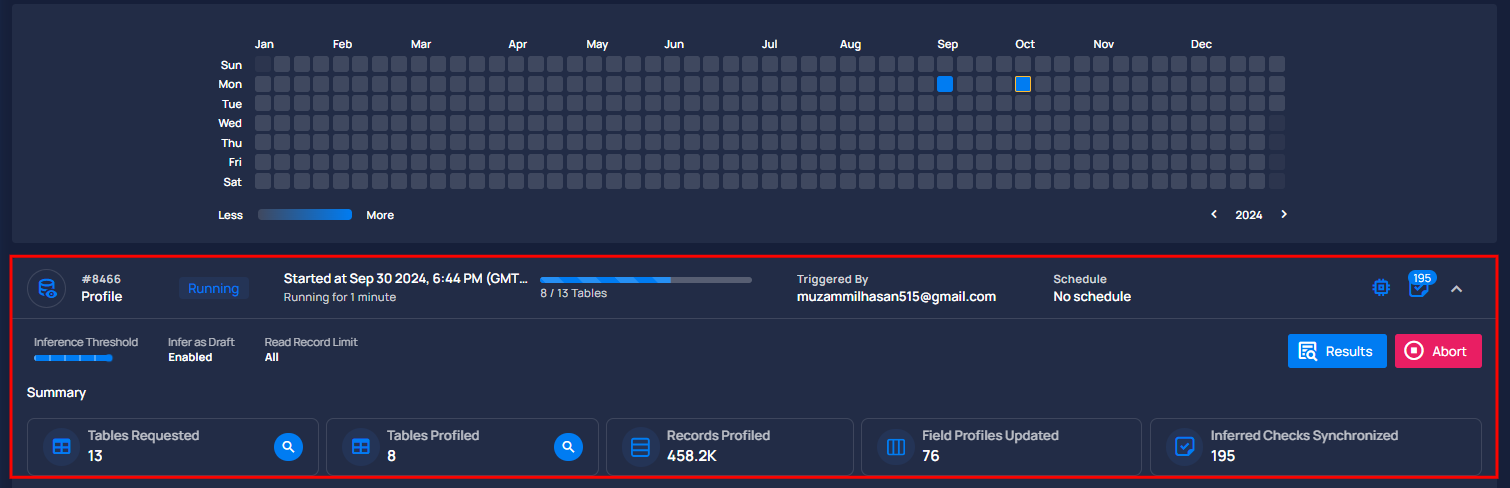 Jan Feb Mar Apr May Jun Jul Aug Sep Oct Nov Dec
Sun
Mon
Tue
Wed
Thu
Fri
Sat
Less More 2024
#8466
Profile
Running
Started at Sep 30 2024, 6:44 PM (GMT...
Running for 1 minute
8 / 13 Tables
Triggered By
muzammilhasan515@gmail.com
Schedule
No schedule
195
Inference Threshold
Infer as Draft
Enabled
Read Record Limit
All
Results
Abort
Summary
Tables Requested
13
Tables Profiled
8
Records Profiled
458.2K
Field Profiles Updated
76
Inferred Checks Synchronized
195